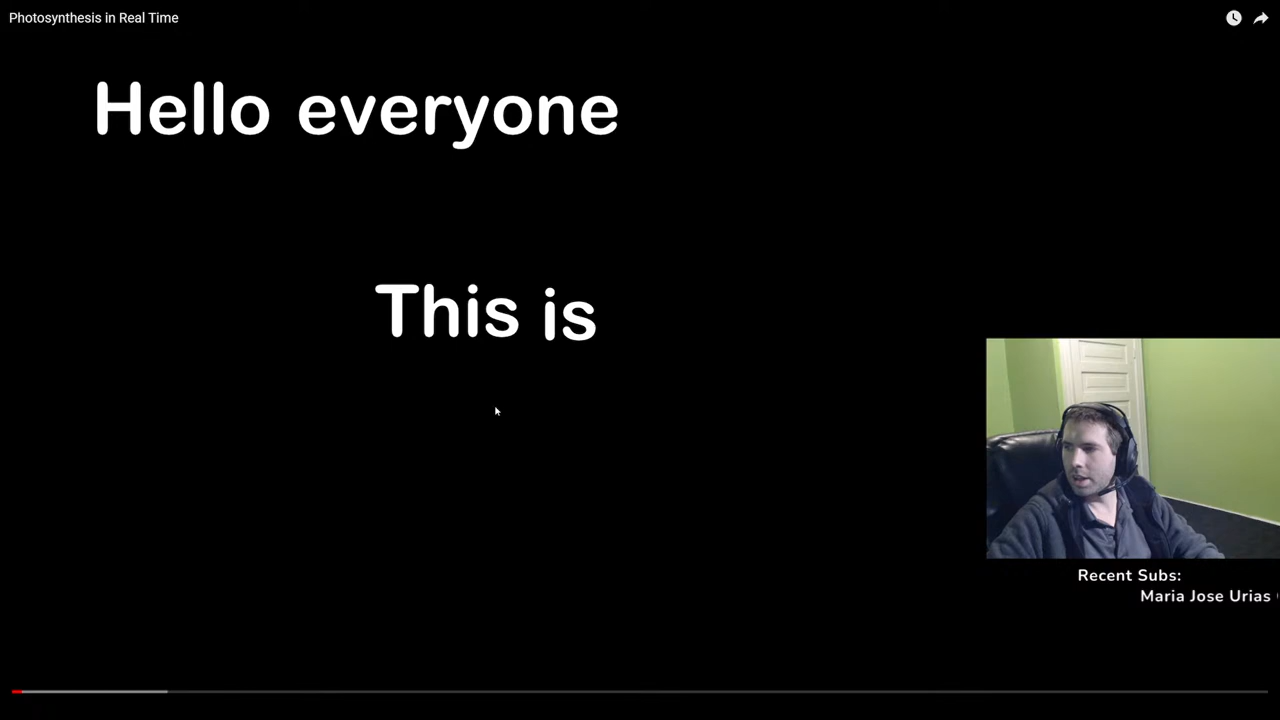 Photosynthesis in Real Time
Hello everyone
This is
Recent Subs:
Maria Jose Urias